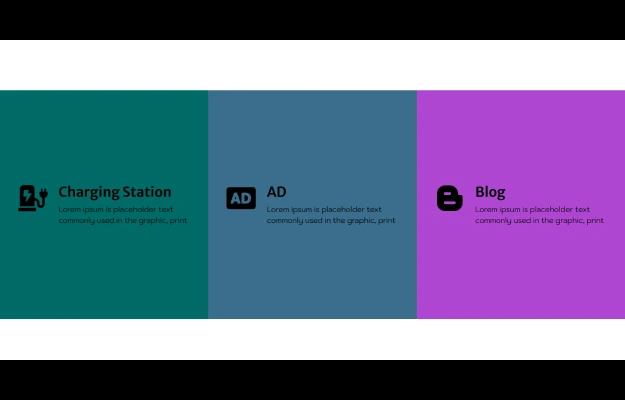 Charging Station
Lorem ipsum is placeholder text
commonly used in the graphic, print
AD
AD
Lorem ipsum is placeholder text
commonly used in the graphic, print
Blog
Lorem ipsum is placeholder text
commonly used in the graphic, print